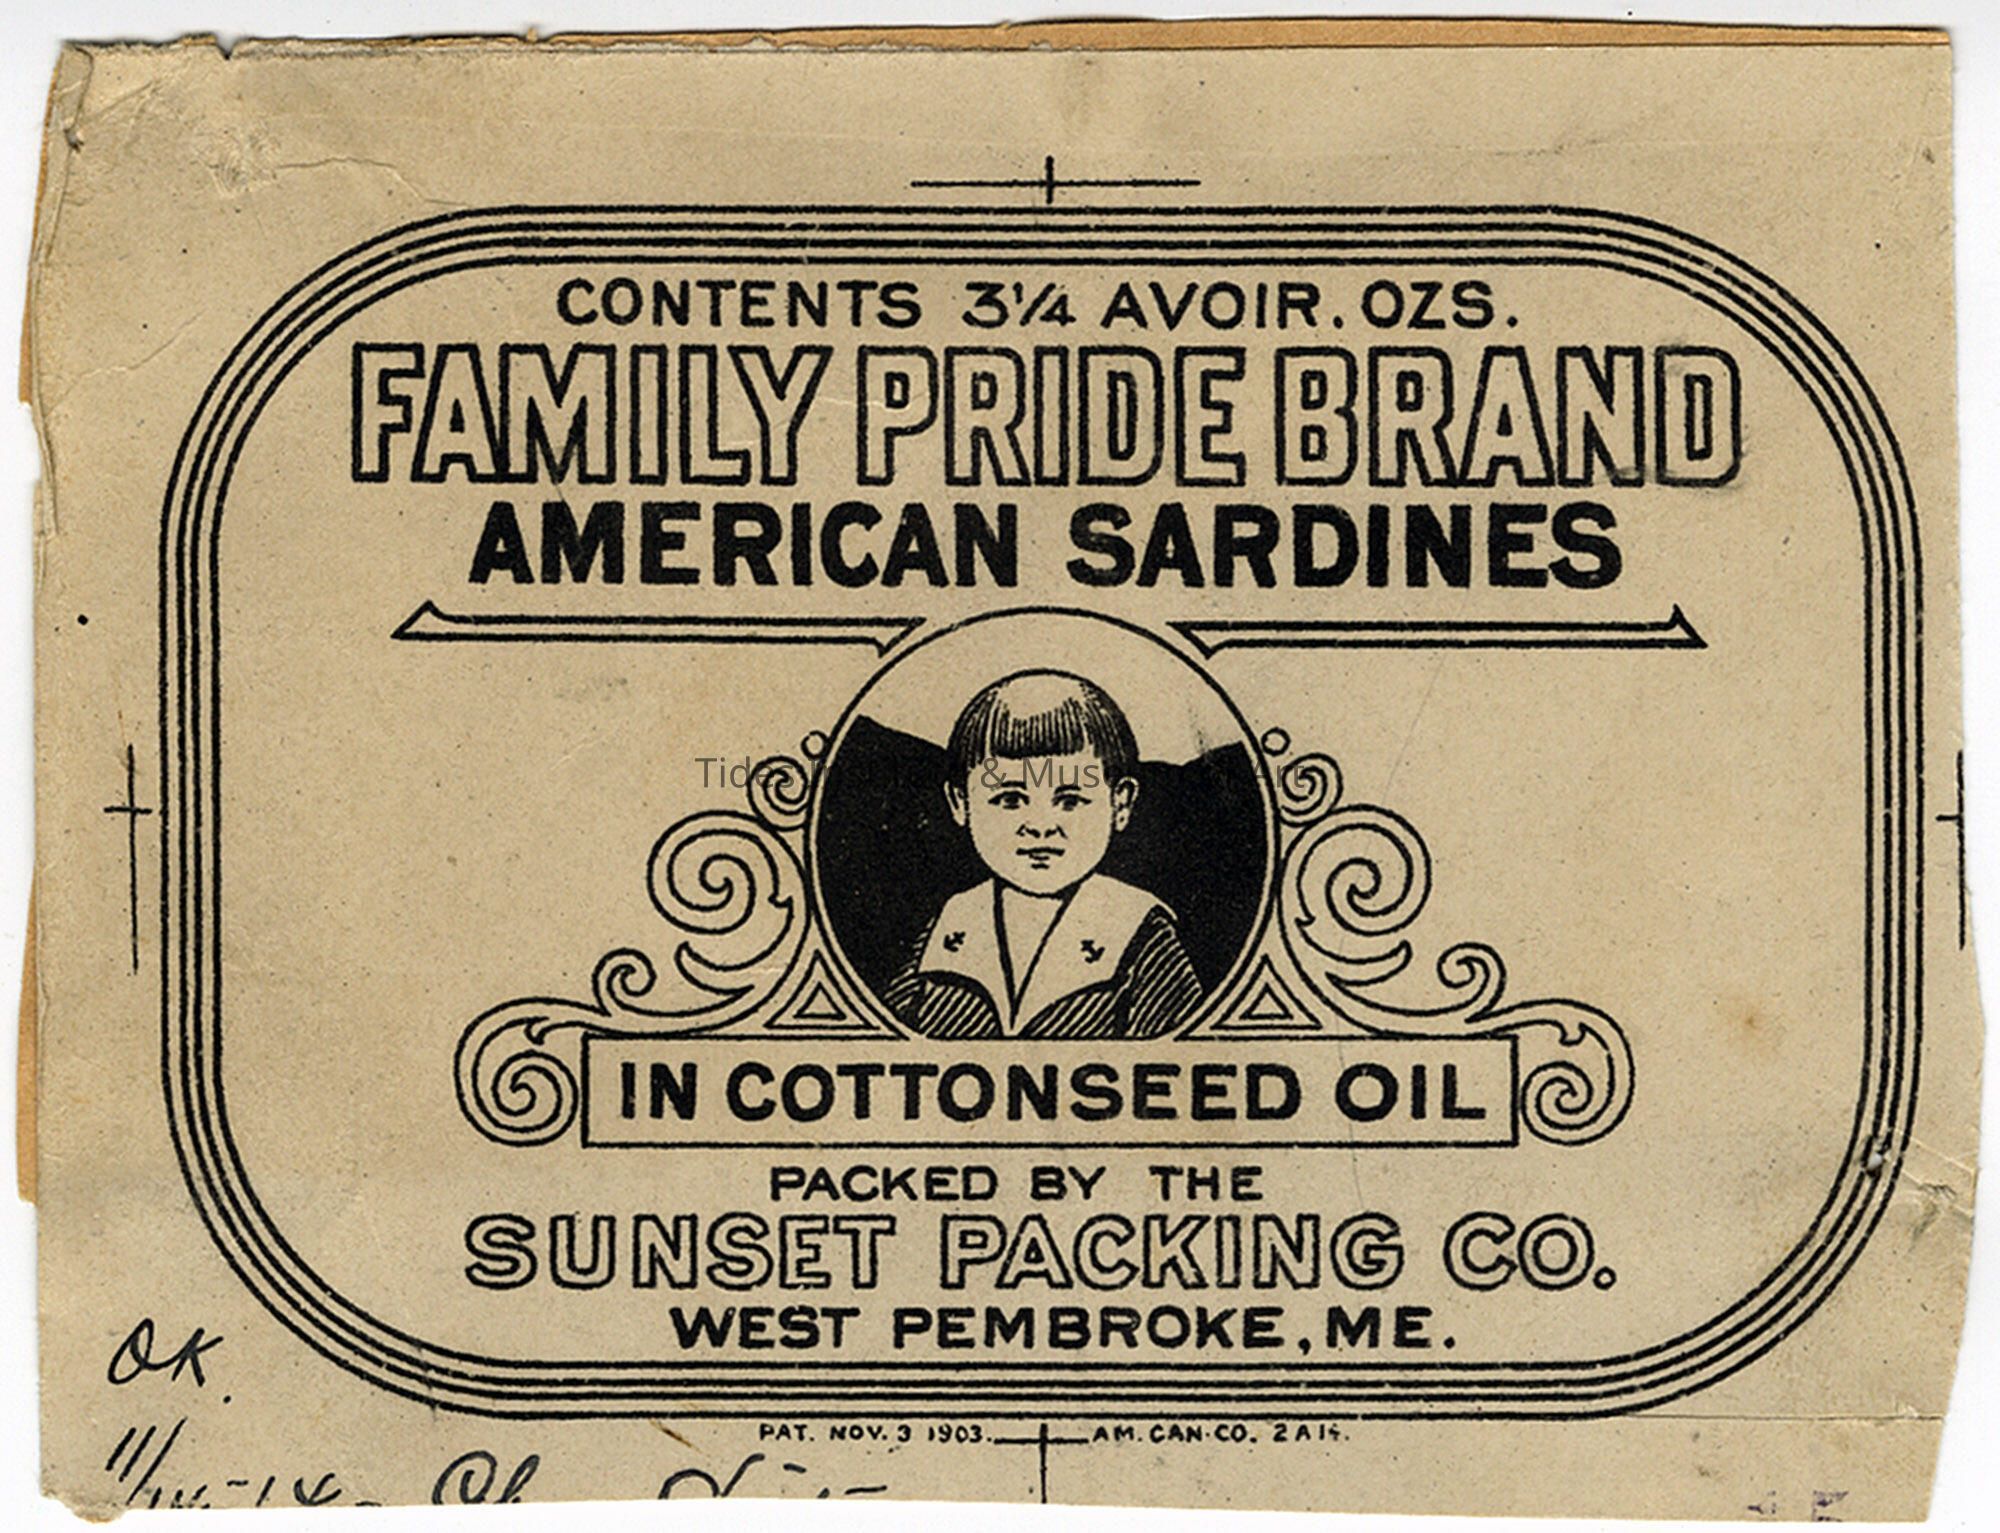 CONTENTS 3¼ AVOIR. OZS.
FAMILY PRIDE BRAND
AMERICAN SARDINES
IN COTTONSEED OIL
PACKED BY THE
SUNSET PACKING CO.
WEST PEMBROKE, ME.
OK
PAT. NOV. 3 1903. AM. CAN. CO. 2 A
11/